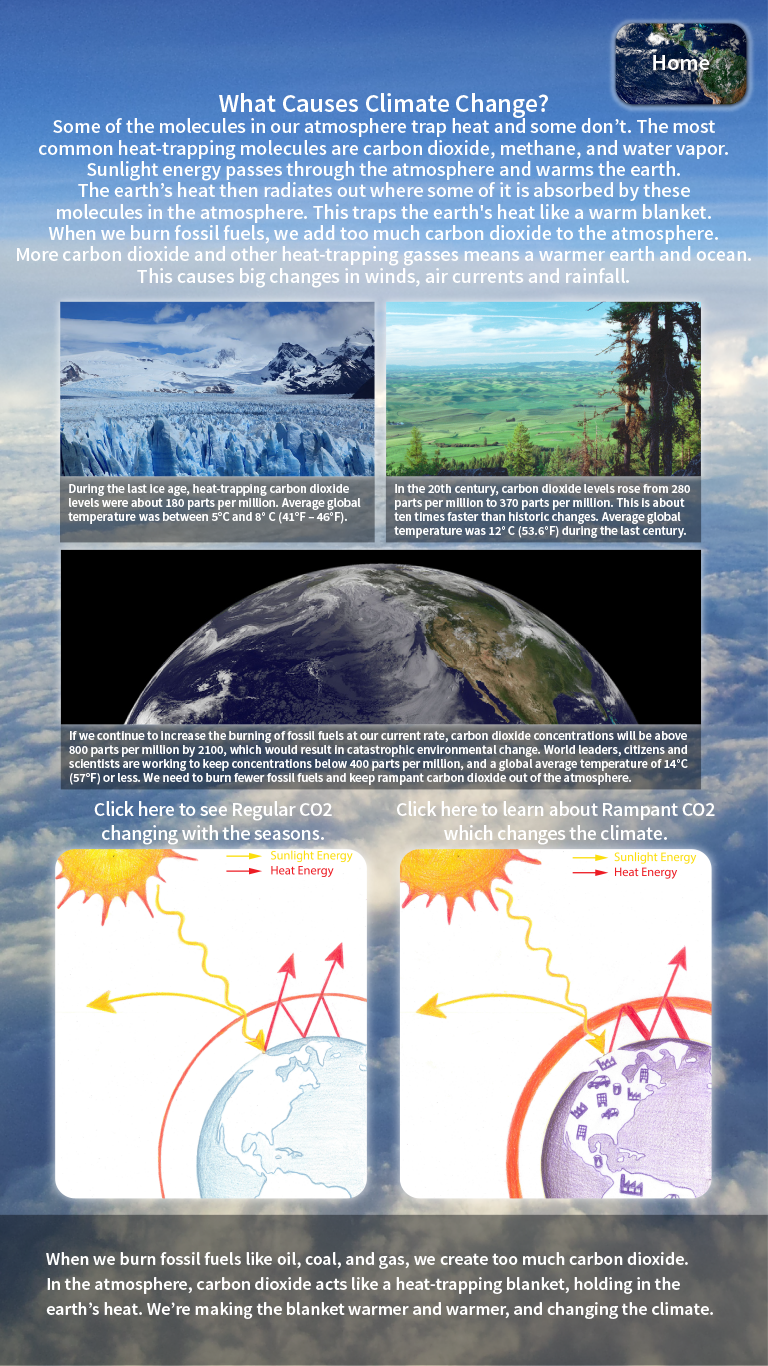 Home
What Causes Climate Change?
Some of the molecules in our atmosphere trap heat and some don't. The most
common heat-trapping molecules are carbon dioxide, methane, and water vapor.
Sunlight energy passes through the atmosphere and warms the earth.
The earth's heat then radiates out where some of it is absorbed by these
molecules in the atmosphere. This traps the earth's heat like a warm blanket.
When we burn fossil fuels, we add too much carbon dioxide to the atmosphere.
More carbon dioxide and other heat-trapping gasses means a warmer earth and ocean.
This causes big changes in winds, air currents and rainfall.
During the last ice age, heat-trapping carbon dioxide
levels were about 180 parts per million. Average global
temperature was between 5°C and 8° C (41°F – 46°F).
In the 20th century, carbon dioxide levels rose from 280
parts per million to 370 parts per million. This is about
ten times faster than historic changes. Average global
temperature was 12° C (53.6°F) during the last century.
If we continue to increase the burning of fossil fuels at our current rate, carbon dioxide concentrations will be above
800 parts per million by 2100, which would result in catastrophic environmental change. World leaders, citizens and
scientists are working to keep concentrations below 400 parts per million, and a global average temperature of 14°C
(57°F) or less. We need to burn fewer fossil fuels and keep rampant carbon dioxide out of the atmosphere.
Click here to see Regular CO2
changing with the seasons.
Click here to learn about Rampant CO2
which changes the climate.
Sunlight Energy
Heat Energy
Sunlight Energy
Heat Energy
When we burn fossil fuels like oil, coal, and gas, we create too much carbon dioxide.
In the atmosphere, carbon dioxide acts like a heat-trapping blanket, holding in the
earth's heat. We're making the blanket warmer and warmer, and changing the climate.